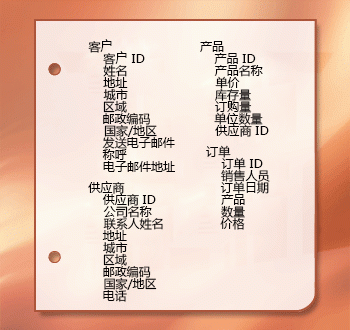 客户
客户 ID
姓名
地址
城市
区域
邮政编码
国家/地区
发送电子邮件
称呼
电子邮件地址
供应商
供应商 ID
公司名称
联系人姓名
地址
城市
区域
邮政编码
国家/地区
电话
产品
产品 ID
产品名称
单价
库存量
订购量
单位数量
供应商 ID
订单
订单 ID
销售人员
订单日期
产品
数量
价格